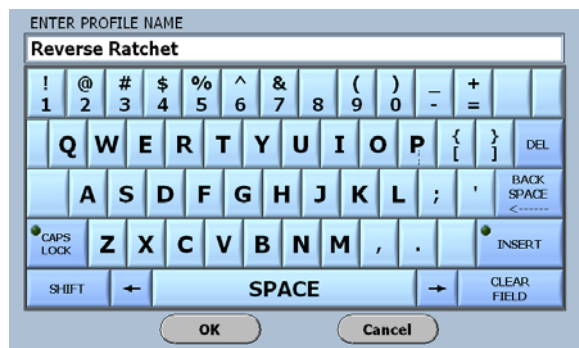 ENTER PROFILE NAME
Reverse Ratchet
! @ # $ % ^ & ( ) _ +
1 2 3 4 5 6 7 8 9 0 - =
Q W E R T Y U I O P { }
[ ] DEL
A S D F G H J K L ; ' BACK
SPACE
<------
CAPS
LOCK Z X C V B N M , . INSERT
SHIFT ← SPACE → CLEAR
FIELD
OK Cancel